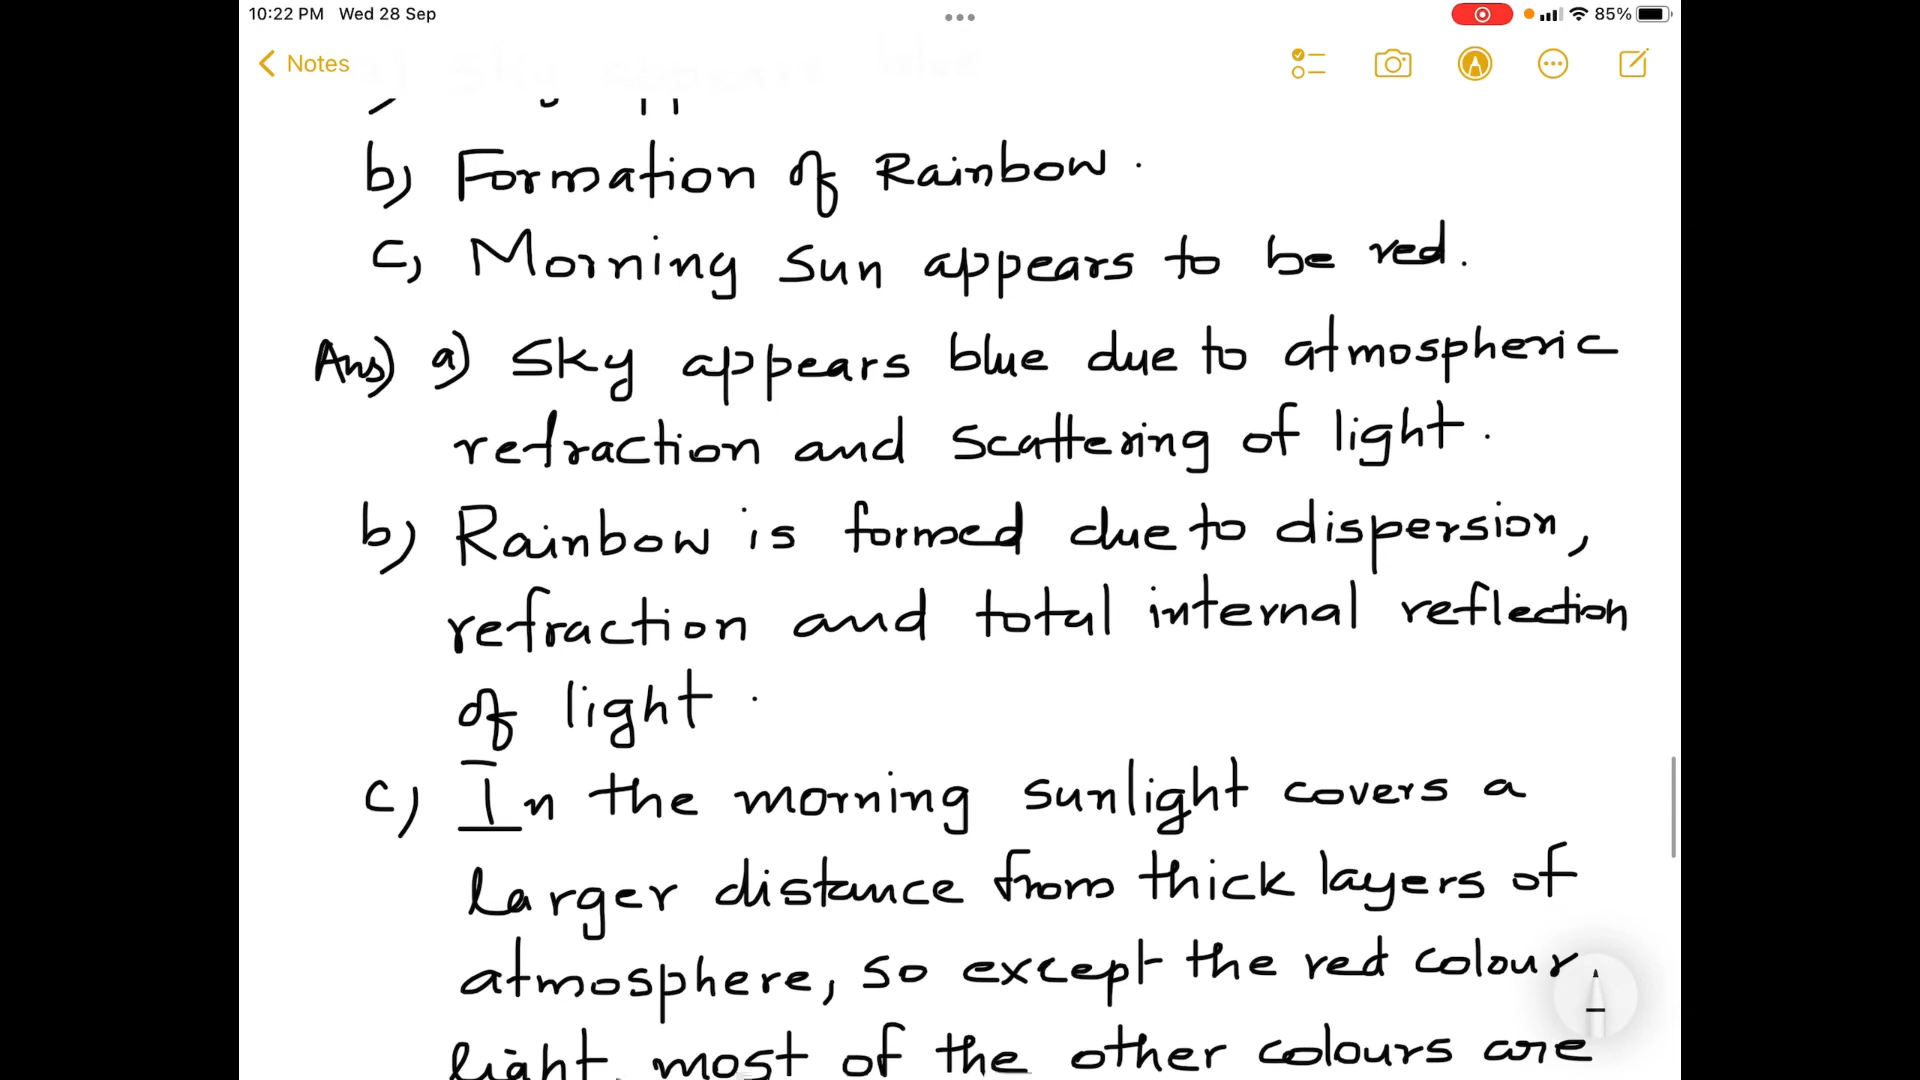 10:22 PM Wed 28 Sep
85%
Notes
b) Formation of Rainbow.
c) Morning Sun appears to be red.
Ans) a) Sky appears blue due to atmospheric
refraction and scattering of light.
b) Rainbow is formed due to dispersion,
refraction and total internal reflection
of light.
c) In the morning sunlight covers a
larger distance from thick layers of
atmosphere, so except the red colour
light, most of the other colours are